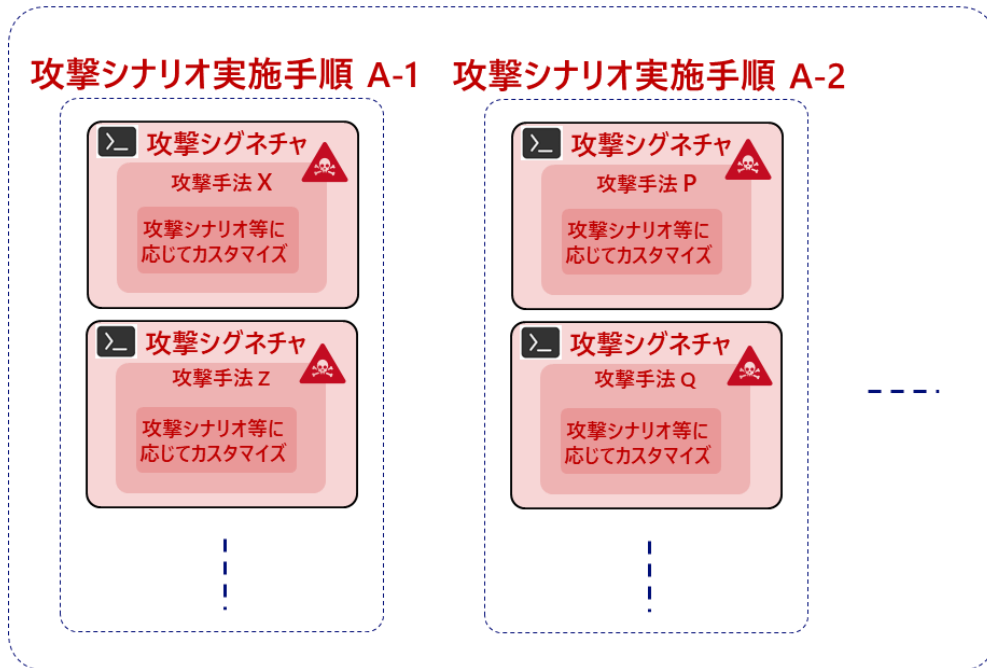 攻撃シナリオ実施手順 A-1
攻撃シグネチャ
攻撃手法 X
攻撃シナリオ等に
応じてカスタマイズ
攻撃シグネチャ
攻撃手法 Z
攻撃シナリオ等に
応じてカスタマイズ
攻撃シナリオ実施手順 A-2
攻撃シグネチャ
攻撃手法 P
攻撃シナリオ等に
応じてカスタマイズ
攻撃シグネチャ
攻撃手法 Q
攻撃シナリオ等に
応じてカスタマイズ